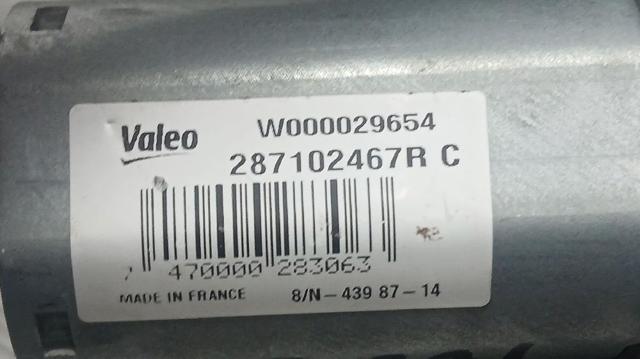 Valeo
W000029654
287102467R C
470000 283063
MADE IN FRANCE 8/N-439 87-14